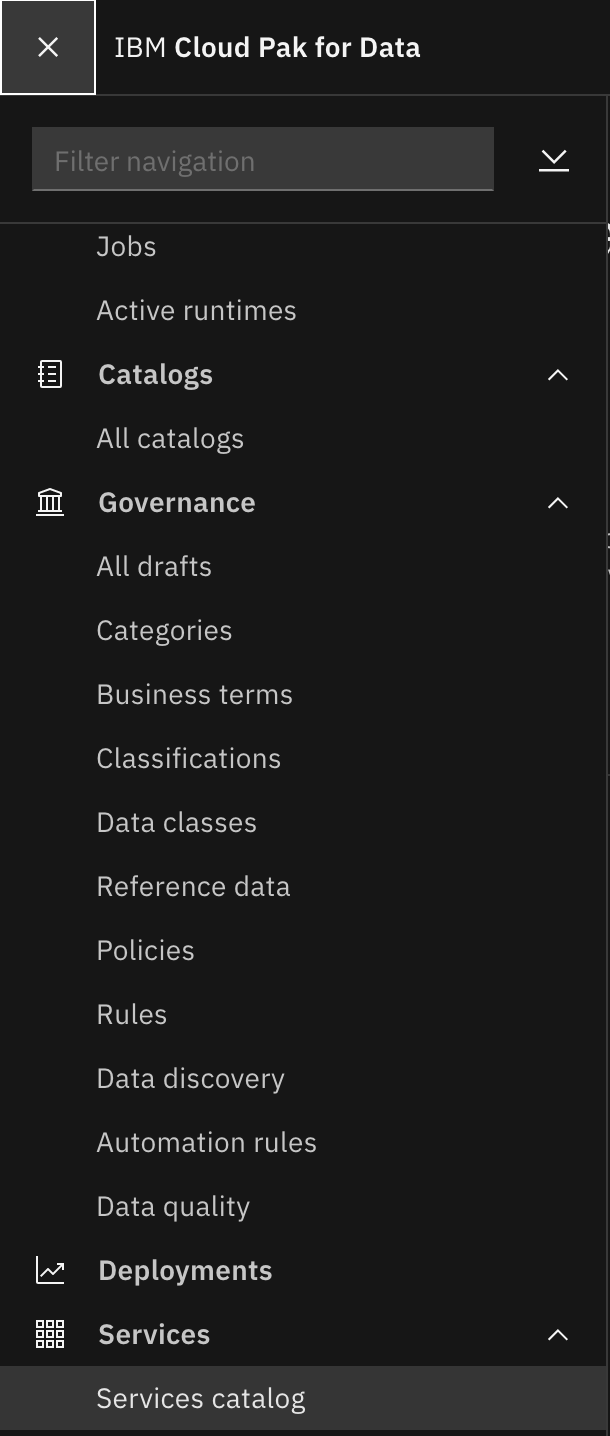 IBM Cloud Pak for Data
Filter navigation
Jobs
Active runtimes
Catalogs
All catalogs
Governance
All drafts
Categories
Business terms
Classifications
Data classes
Reference data
Policies
Rules
Data discovery
Automation rules
Data quality
Deployments
Services
Services catalog